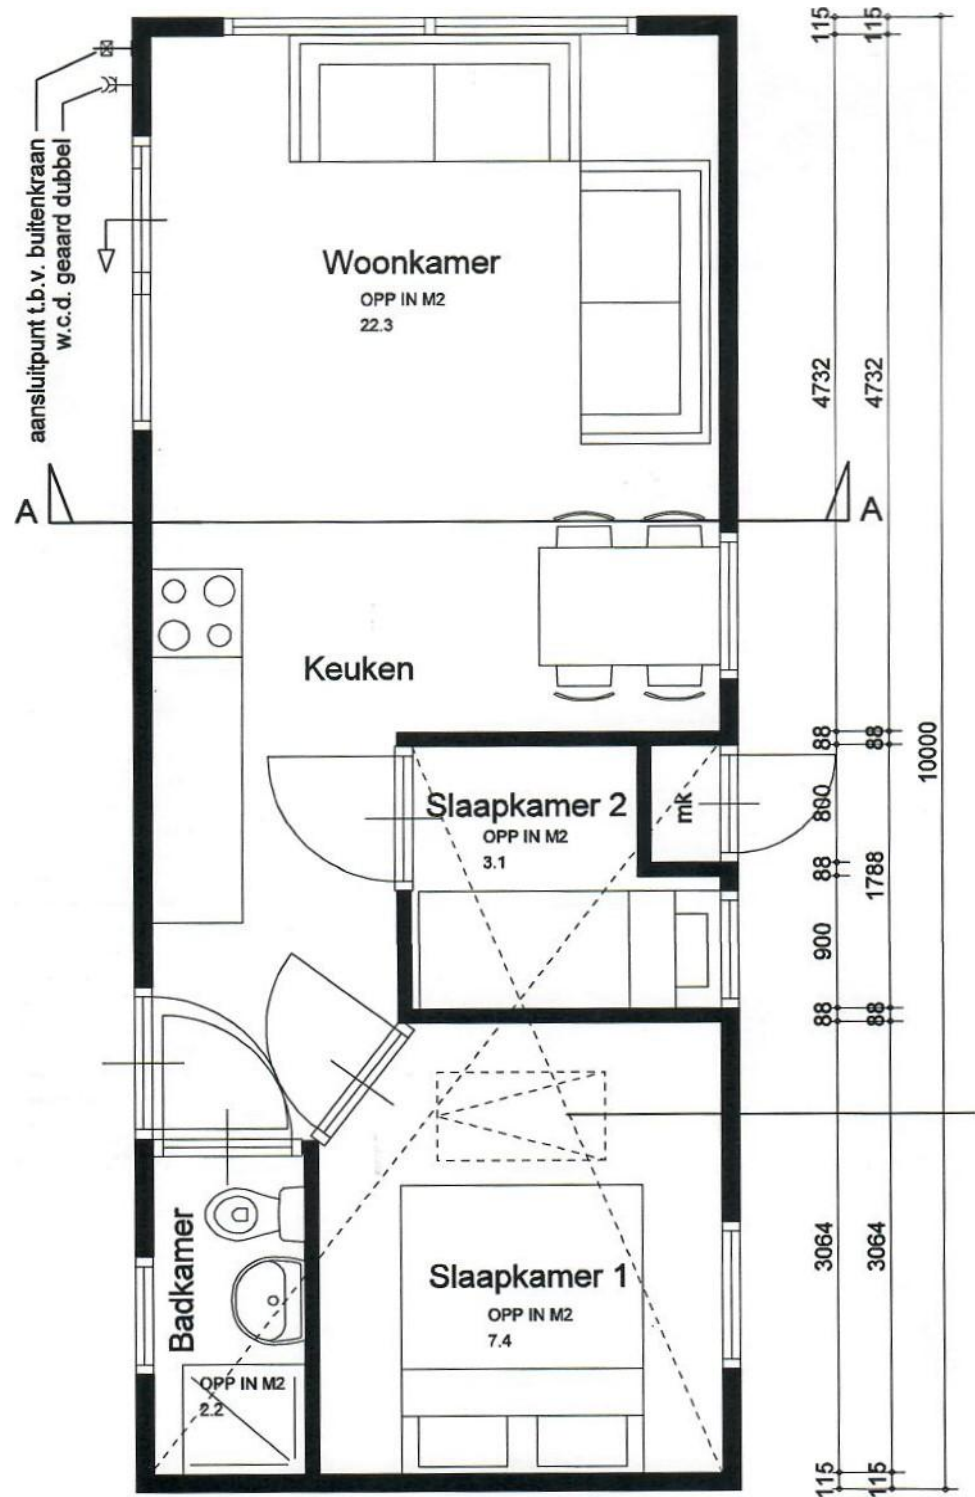 aansluitpunt t.b.v. buitenkraan
w.c.d. geaard dubbel
Woonkamer
OPP IN M2
22.3
A
A
Keuken
Slaapkamer 2
OPP IN M2
3.1
mk
Badkamer
OPP IN M2
2.2
Slaapkamer 1
OPP IN M2
7.4
115
4732
88
800
88
900
88
3064
115
115
4732
88
1788
88
3064
115
10000